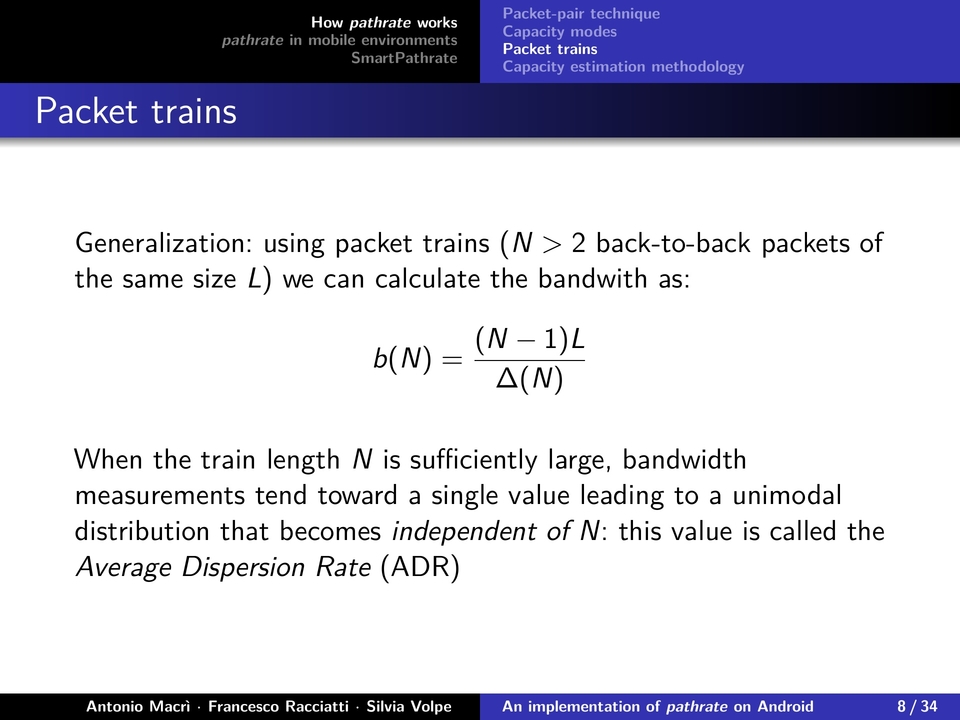 How pathrate works
pathrate in mobile environments
SmartPathrate
Packet-pair technique
Capacity modes
Packet trains
Capacity estimation methodology
Packet trains
Generalization: using packet trains (N > 2 back-to-back packets of
the same size L) we can calculate the bandwith as:
b(N) = (N − 1)L / Δ(N)
When the train length N is sufficiently large, bandwidth
measurements tend toward a single value leading to a unimodal
distribution that becomes independent of N: this value is called the
Average Dispersion Rate (ADR)
Antonio Macrì · Francesco Racciatti · Silvia Volpe
An implementation of pathrate on Android
8 / 34